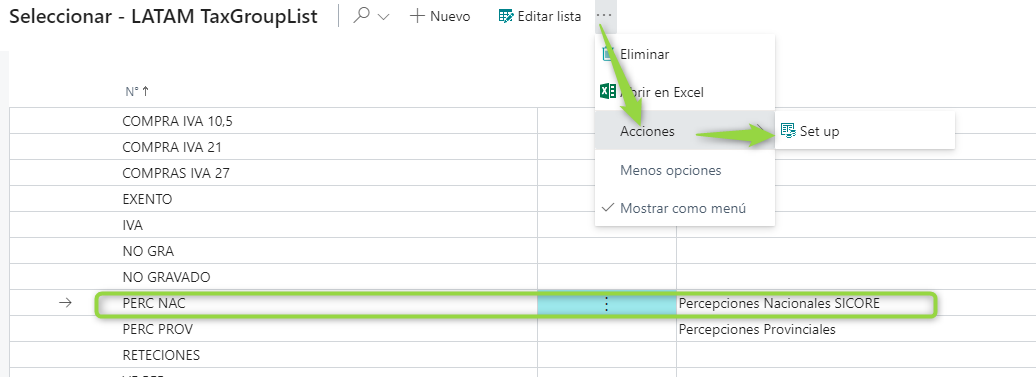 Seleccionar - LATAM TaxGroupList
Nuevo
Editar lista
Eliminar
Abrir en Excel
Acciones
Set up
Menos opciones
Mostrar como menú
N° ↑
COMPRA IVA 10,5
COMPRA IVA 21
COMPRAS IVA 27
EXENTO
IVA
NO GRA
NO GRAVADO
PERC NAC Percepciones Nacionales SICORE
PERC PROV Percepciones Provinciales
RETECIONES